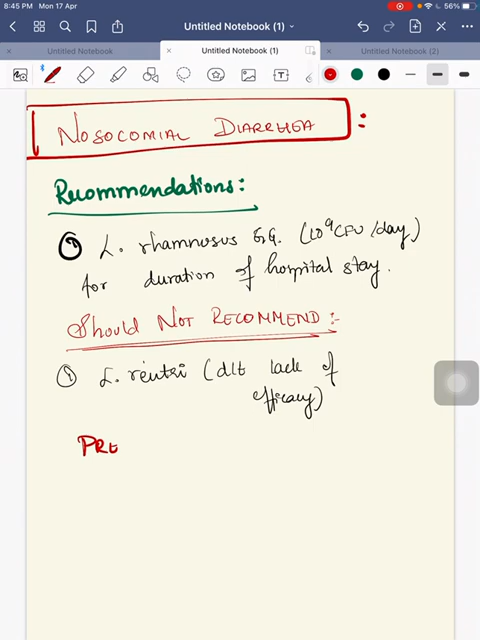 8:45 PM Mon 17 Apr
56%
Untitled Notebook (1)
Untitled Notebook
Untitled Notebook (1)
Untitled Notebook (2)
NOSOCOMIAL DIARRHEA :
Recommendations:
① L. rhamnosus G.G. (10⁹ CFU/day)
for duration of hospital stay.
SHOULD NOT RECOMMEND :-
① L. reuteri (d/t lack of
efficacy)
PRE